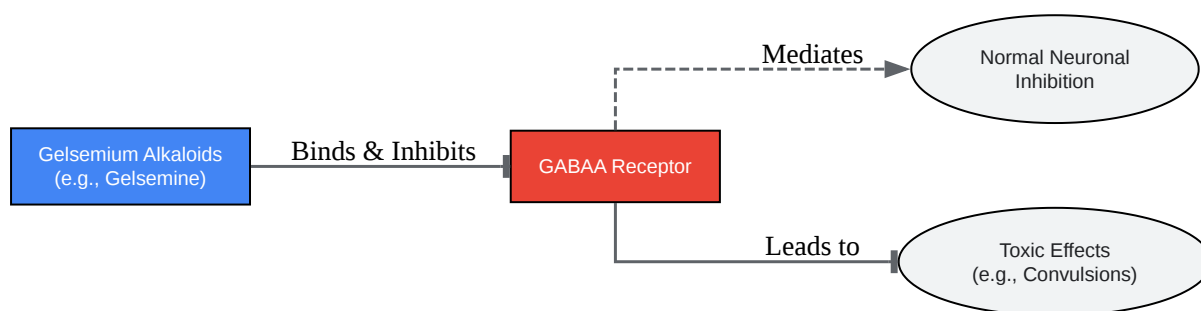 Mediates
Normal Neuronal
Inhibition
Gelsemium Alkaloids
(e.g., Gelsemine)
Binds & Inhibits
GABAA Receptor
Leads to
Toxic Effects
(e.g., Convulsions)